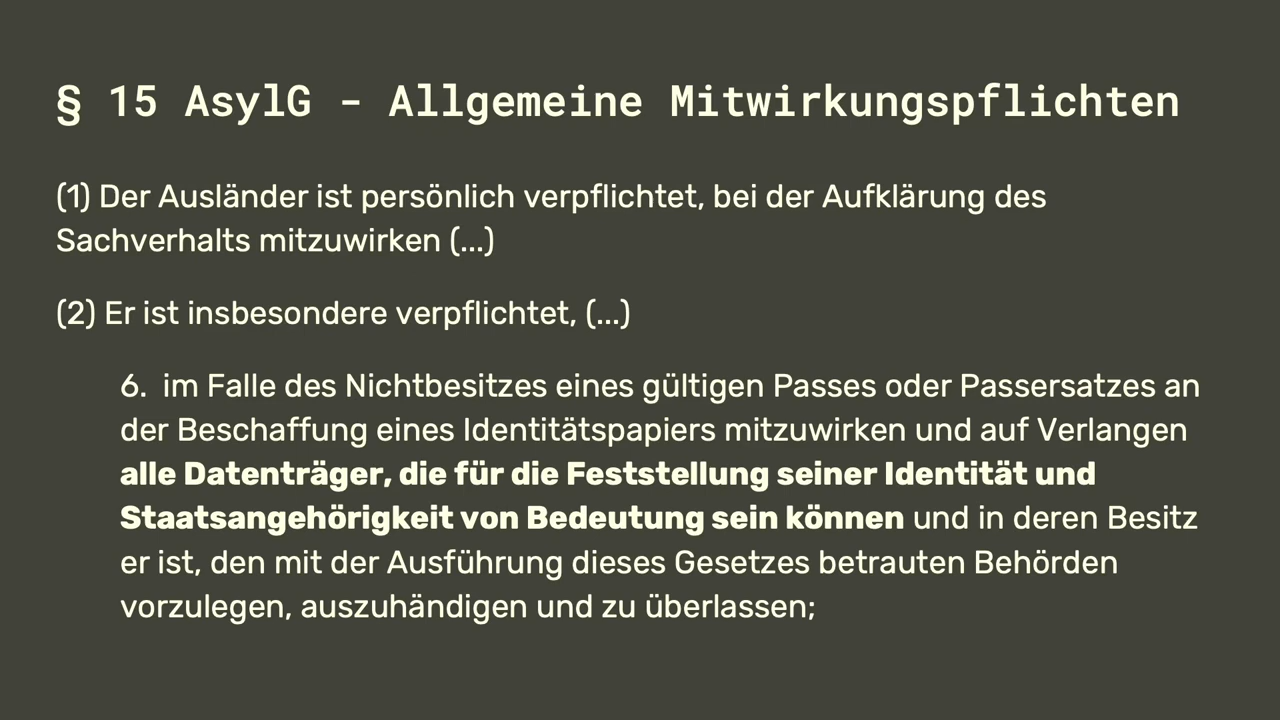 § 15 AsylG - Allgemeine Mitwirkungspflichten
(1) Der Ausländer ist persönlich verpflichtet, bei der Aufklärung des
Sachverhalts mitzuwirken (...)
(2) Er ist insbesondere verpflichtet, (...)
6. im Falle des Nichtbesitzes eines gültigen Passes oder Passersatzes an
der Beschaffung eines Identitätspapiers mitzuwirken und auf Verlangen
alle Datenträger, die für die Feststellung seiner Identität und
Staatsangehörigkeit von Bedeutung sein können und in deren Besitz
er ist, den mit der Ausführung dieses Gesetzes betrauten Behörden
vorzulegen, auszuhändigen und zu überlassen;